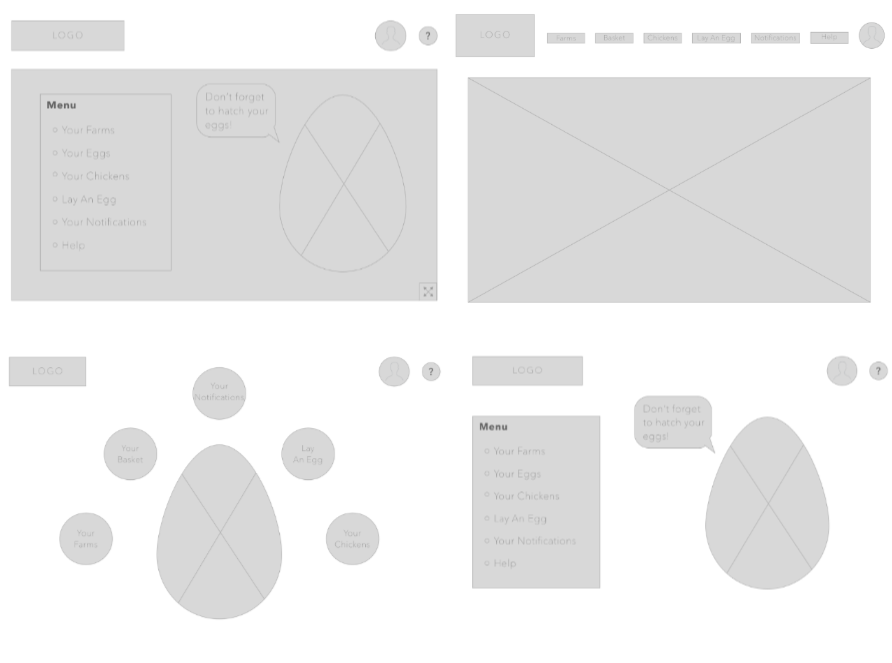 LOGO
?
Menu
Your Farms
Your Eggs
Your Chickens
Lay An Egg
Your Notifications
Help
Don't forget
to hatch your
eggs!
LOGO
Farms
Basket
Chickens
Lay An Egg
Notifications
Help
LOGO
?
Your
Notifications
Your
Basket
Lay
An Egg
Your
Farms
Your
Chickens
LOGO
?
Menu
Your Farms
Your Eggs
Your Chickens
Lay An Egg
Your Notifications
Help
Don't forget
to hatch your
eggs!